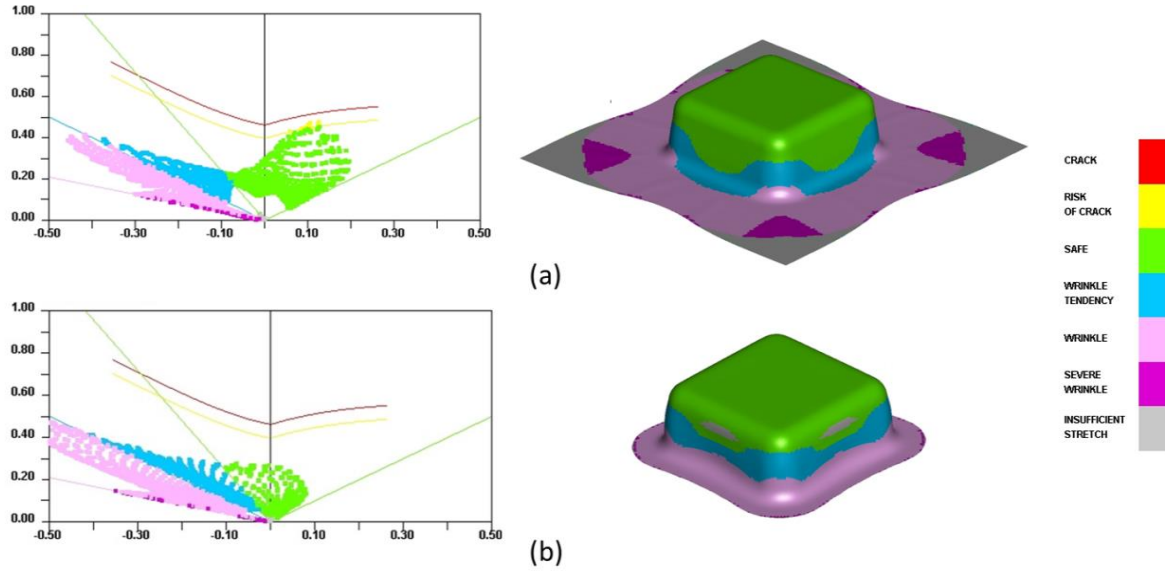 1.00
0.80
0.60
0.40
0.20
0.00
-0.50
-0.30
-0.10
0.10
0.30
0.50
(a)
1.00
0.80
0.60
0.40
0.20
0.00
-0.50
-0.30
-0.10
0.10
0.30
0.50
(b)
CRACK
RISK
OF CRACK
SAFE
WRINKLE
TENDENCY
WRINKLE
SEVERE
WRINKLE
INSUFFICIENT
STRETCH